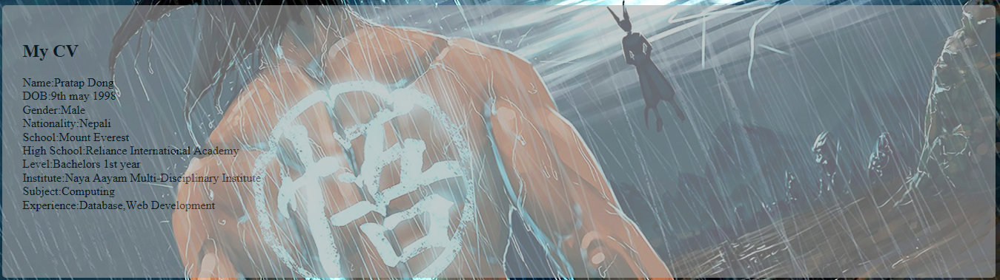 My CV
Name:Pratap Dong
DOB:9th may 1998
Gender:Male
Nationality:Nepali
School:Mount Everest
High School:Reliance International Academy
Level:Bachelors 1st year
Institute:Naya Aayam Multi-Disciplinary Institute
Subject:Computing
Experience:Database,Web Development
悟